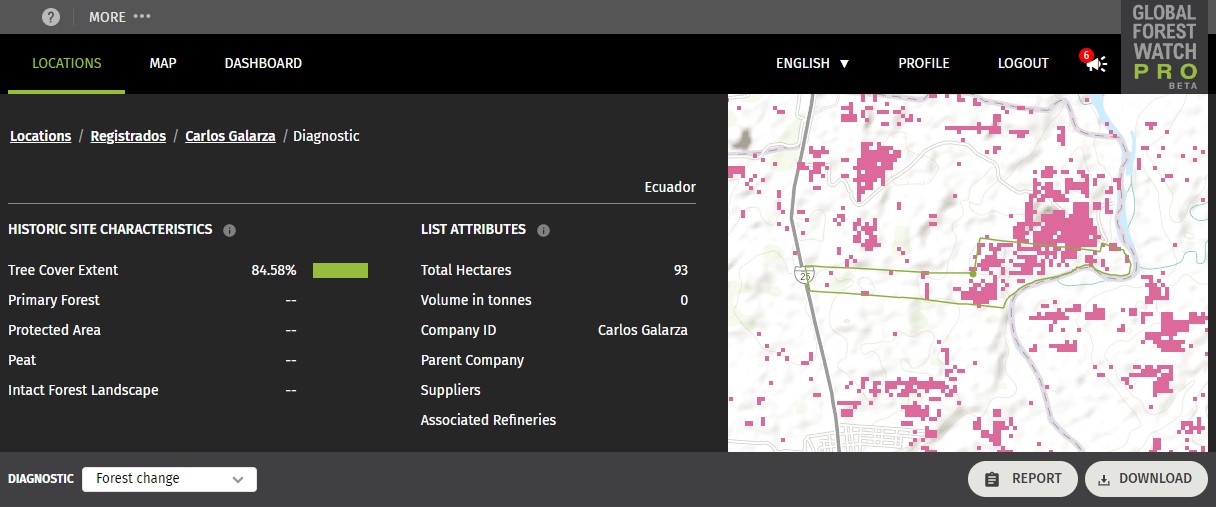 ? MORE •••
GLOBAL
FOREST
WATCH
PRO
BETA
LOCATIONS MAP DASHBOARD ENGLISH ▼ PROFILE LOGOUT 6
Locations / Registrados / Carlos Galarza / Diagnostic
Ecuador
HISTORIC SITE CHARACTERISTICS i
Tree Cover Extent 84.58%
Primary Forest --
Protected Area --
Peat --
Intact Forest Landscape --
LIST ATTRIBUTES i
Total Hectares 93
Volume in tonnes 0
Company ID Carlos Galarza
Parent Company
Suppliers
Associated Refineries
25
DIAGNOSTIC Forest change REPORT DOWNLOAD